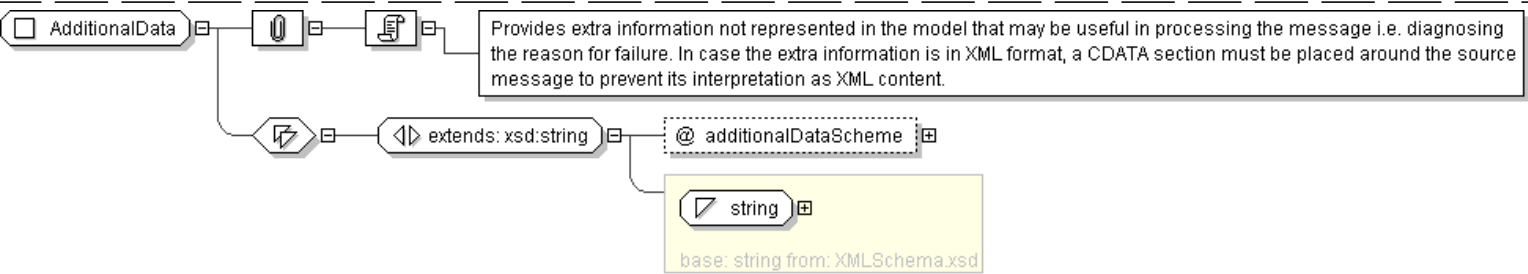 AdditionalData
Provides extra information not represented in the model that may be useful in processing the message i.e. diagnosing
the reason for failure. In case the extra information is in XML format, a CDATA section must be placed around the source
message to prevent its interpretation as XML content.
extends: xsd:string
@ additionalDataScheme
string
base: string from: XMLSchema.xsd